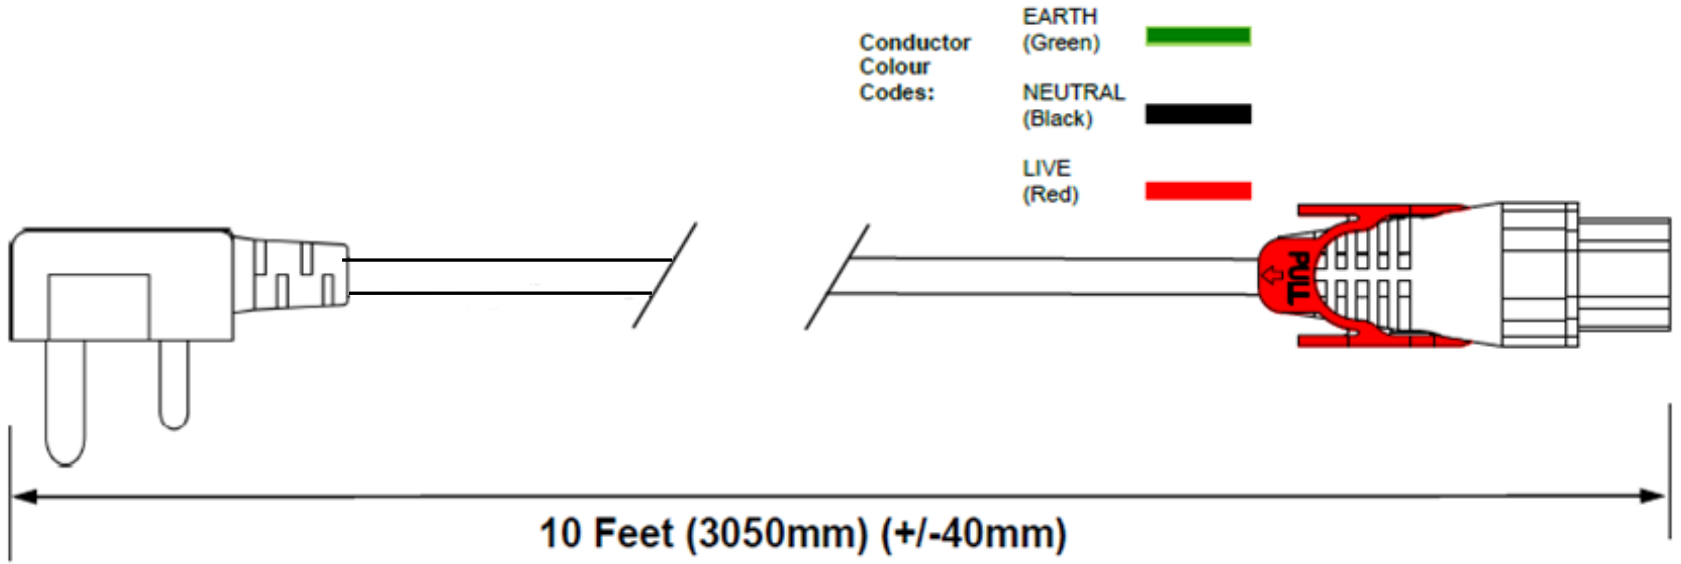 Conductor
Colour
Codes:
EARTH
(Green)
NEUTRAL
(Black)
LIVE
(Red)
PULL
10 Feet (3050mm) (+/-40mm)